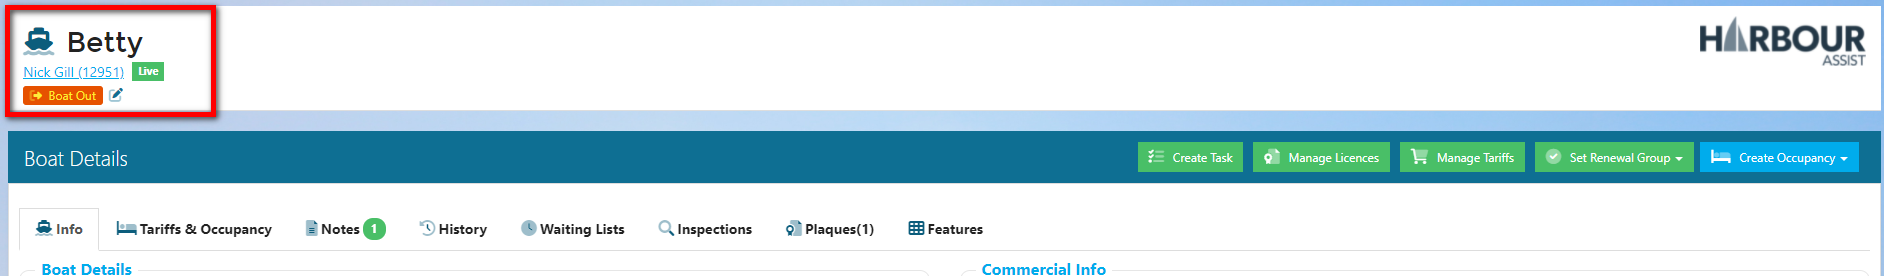 Betty
Nick Gill (12951) Live
Boat Out
HARBOUR
ASSIST
Boat Details
Create Task
Manage Licences
Manage Tariffs
Set Renewal Group
Create Occupancy
Info
Tariffs & Occupancy
Notes 1
History
Waiting Lists
Inspections
Plaques(1)
Features
Boat Details
Commercial Info